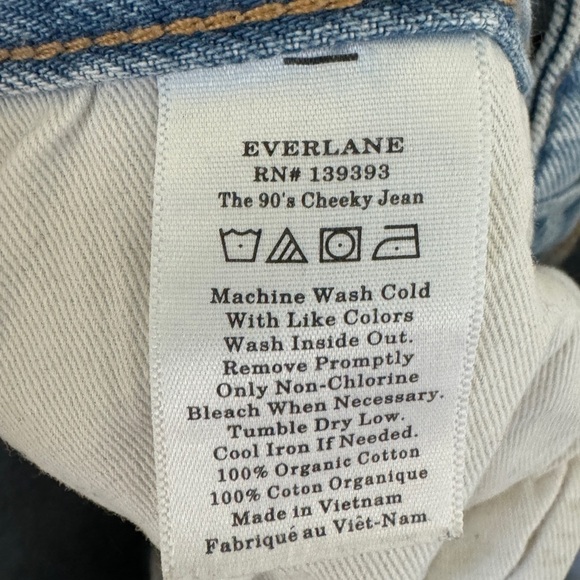 EVERLANE
RN# 139393
The 90's Cheeky Jean
Machine Wash Cold
With Like Colors
Wash Inside Out.
Remove Promptly
Only Non-Chlorine
Bleach When Necessary.
Tumble Dry Low.
Cool Iron If Needed.
100% Organic Cotton
100% Coton Organique
Made in Vietnam
Fabriqué au Viêt-Nam